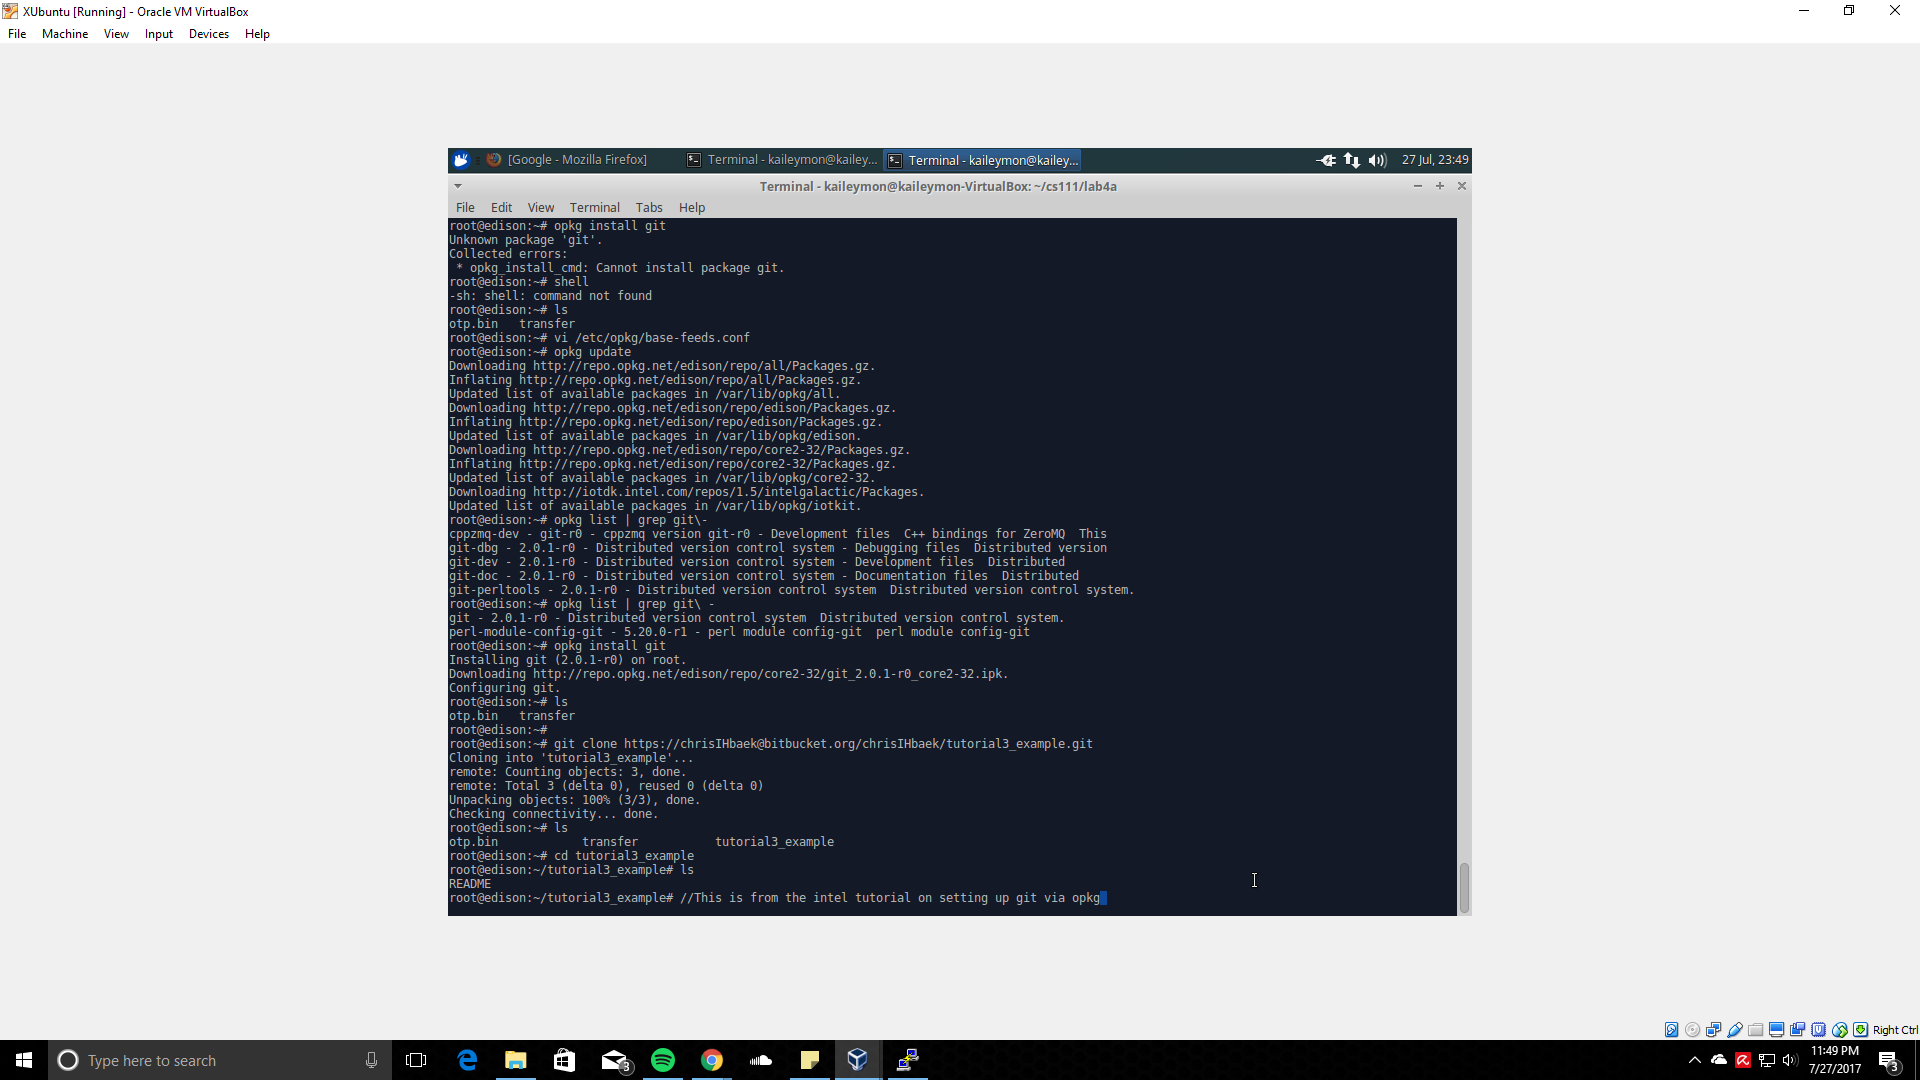 XUbuntu [Running] - Oracle VM VirtualBox
File Machine View Input Devices Help
[Google - Mozilla Firefox] Terminal - kaileymon@kailey... Terminal - kaileymon@kailey... 27 Jul, 23:49
Terminal - kaileymon@kaileymon-VirtualBox: ~/cs111/lab4a
File Edit View Terminal Tabs Help
root@edison:~# opkg install git
Unknown package 'git'.
Collected errors:
 * opkg_install_cmd: Cannot install package git.
root@edison:~# shell
-sh: shell: command not found
root@edison:~# ls
otp.bin   transfer
root@edison:~# vi /etc/opkg/base-feeds.conf
root@edison:~# opkg update
Downloading http://repo.opkg.net/edison/repo/all/Packages.gz.
Inflating http://repo.opkg.net/edison/repo/all/Packages.gz.
Updated list of available packages in /var/lib/opkg/all.
Downloading http://repo.opkg.net/edison/repo/edison/Packages.gz.
Inflating http://repo.opkg.net/edison/repo/edison/Packages.gz.
Updated list of available packages in /var/lib/opkg/edison.
Downloading http://repo.opkg.net/edison/repo/core2-32/Packages.gz.
Inflating http://repo.opkg.net/edison/repo/core2-32/Packages.gz.
Updated list of available packages in /var/lib/opkg/core2-32.
Downloading http://iotdk.intel.com/repos/1.5/intelgalactic/Packages.
Updated list of available packages in /var/lib/opkg/iotkit.
root@edison:~# opkg list | grep git\-
cppzmq-dev - git-r0 - cppzmq version git-r0 - Development files  C++ bindings for ZeroMQ  This
git-dbg - 2.0.1-r0 - Distributed version control system - Debugging files  Distributed version
git-dev - 2.0.1-r0 - Distributed version control system - Development files  Distributed
git-doc - 2.0.1-r0 - Distributed version control system - Documentation files  Distributed
git-perltools - 2.0.1-r0 - Distributed version control system  Distributed version control system.
root@edison:~# opkg list | grep git\ -
git - 2.0.1-r0 - Distributed version control system  Distributed version control system.
perl-module-config-git - 5.20.0-r1 - perl module config-git  perl module config-git
root@edison:~# opkg install git
Installing git (2.0.1-r0) on root.
Downloading http://repo.opkg.net/edison/repo/core2-32/git_2.0.1-r0_core2-32.ipk.
Configuring git.
root@edison:~# ls
otp.bin   transfer
root@edison:~#
root@edison:~# git clone https://chrisIHbaek@bitbucket.org/chrisIHbaek/tutorial3_example.git
Cloning into 'tutorial3_example'...
remote: Counting objects: 3, done.
remote: Total 3 (delta 0), reused 0 (delta 0)
Unpacking objects: 100% (3/3), done.
Checking connectivity... done.
root@edison:~# ls
otp.bin            transfer           tutorial3_example
root@edison:~# cd tutorial3_example
root@edison:~/tutorial3_example# ls
README
root@edison:~/tutorial3_example# //This is from the intel tutorial on setting up git via opkg
Right Ctrl
Type here to search
3
11:49 PM
7/27/2017
3